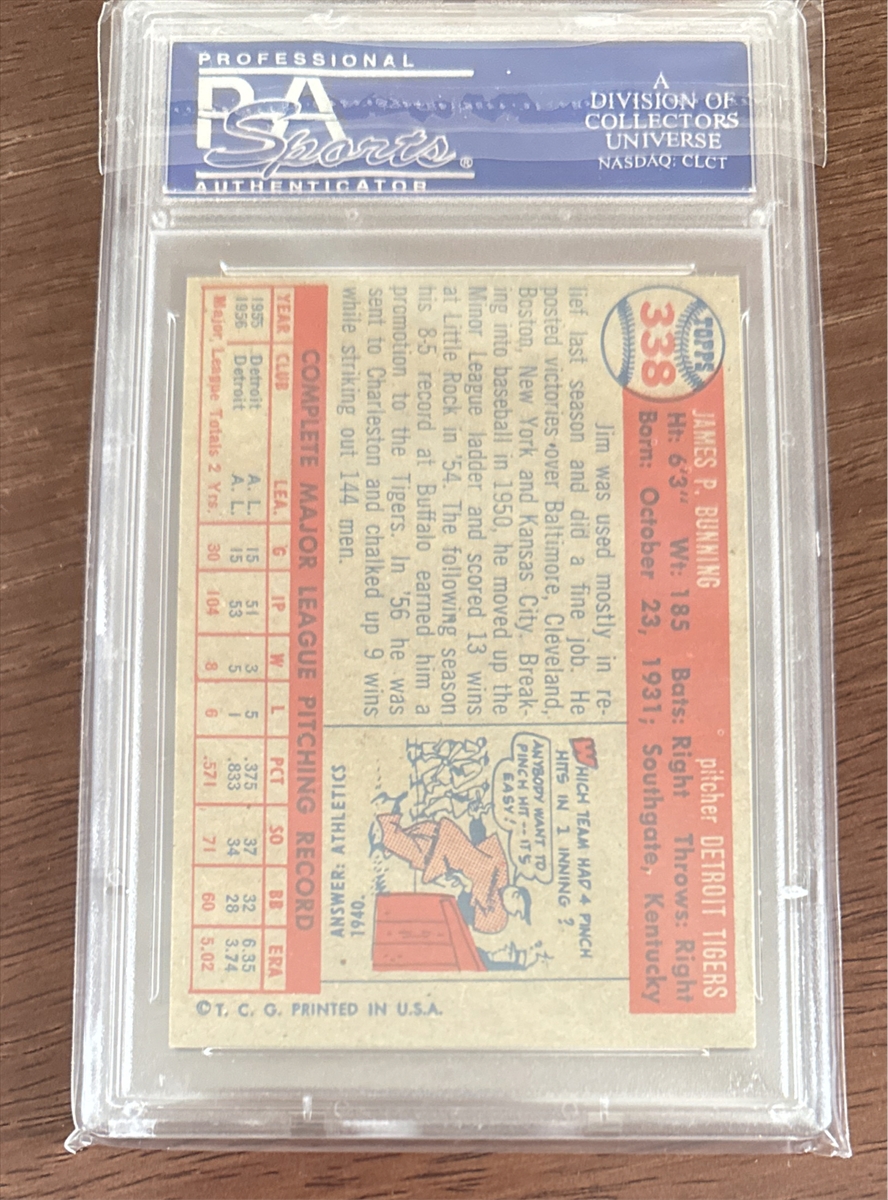 PROFESSIONAL
PSA
Sports®
AUTHENTICATOR
A
DIVISION OF
COLLECTORS
UNIVERSE
NASDAQ: CLCT
TOPPS
338
JAMES P. BUNNING pitcher DETROIT TIGERS
Ht: 6'3" Wt: 185 Bats: Right Throws: Right
Born: October 23, 1931; Southgate, Kentucky
Jim was used mostly in re-
lief last season and did a fine job. He
posted victories over Baltimore, Cleveland,
Boston, New York and Kansas City. Break-
ing into baseball in 1950, he moved up the
Minor League ladder and scored 13 wins
at Little Rock in '54. The following season
his 8-5 record at Buffalo earned him a
promotion to the Tigers. In '56 he was
sent to Charleston and chalked up 9 wins
while striking out 144 men.
WHICH TEAM HAD 4 PINCH
HITS IN 1 INNING?
ANYBODY WANT TO
PINCH HIT -- IT'S
EASY!
ANSWER: ATHLETICS
1940.
COMPLETE MAJOR LEAGUE PITCHING RECORD
YEAR CLUB LEA. G IP W L PCT SO BB ERA
1955 Detroit A. L. 15 51 3 5 .375 37 32 6.35
1956 Detroit A. L. 15 53 5 1 .833 34 28 3.74
Major League Totals 2 Yrs. 30 104 8 6 .571 71 60 5.02
©T. C. G. PRINTED IN U.S.A.